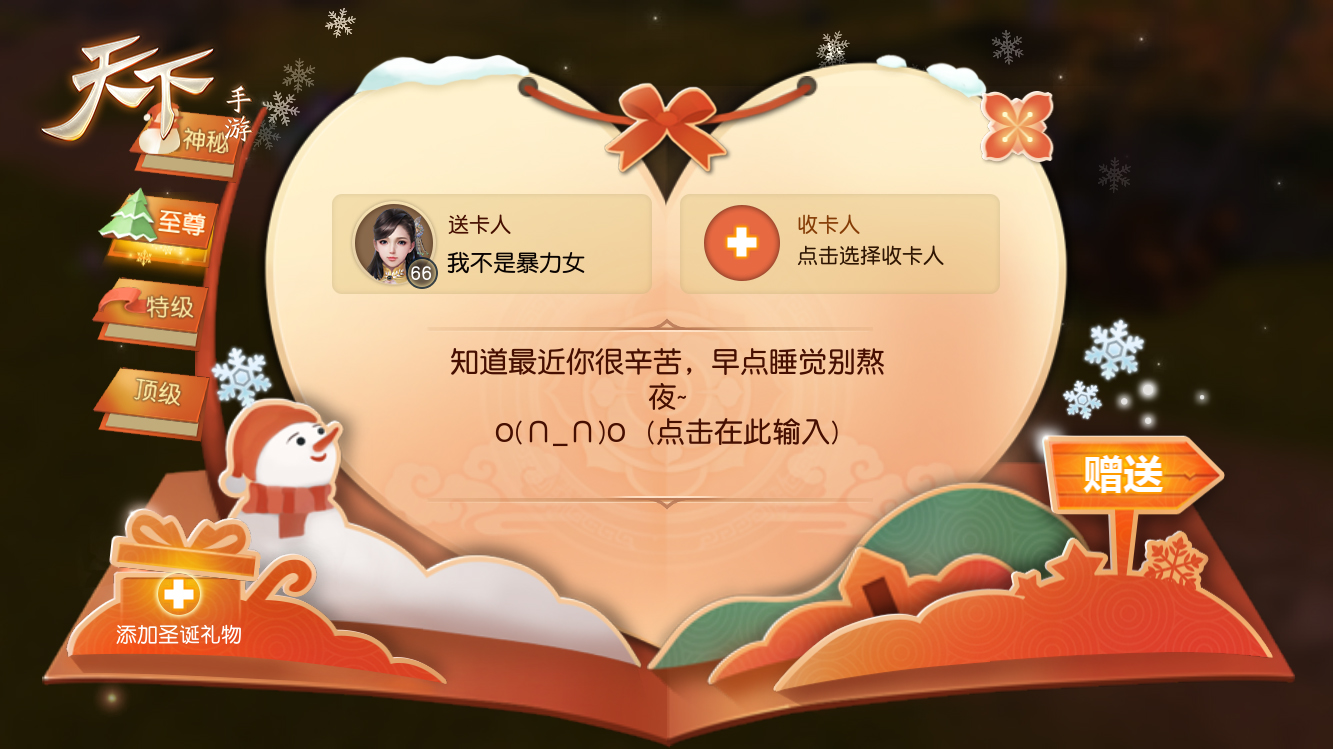 天下
手游
神秘
至尊
特级
顶级
送卡人
我不是暴力女
66
收卡人
点击选择收卡人
知道最近你很辛苦，早点睡觉别熬
夜~
o(∩_∩)o（点击在此输入）
赠送
添加圣诞礼物